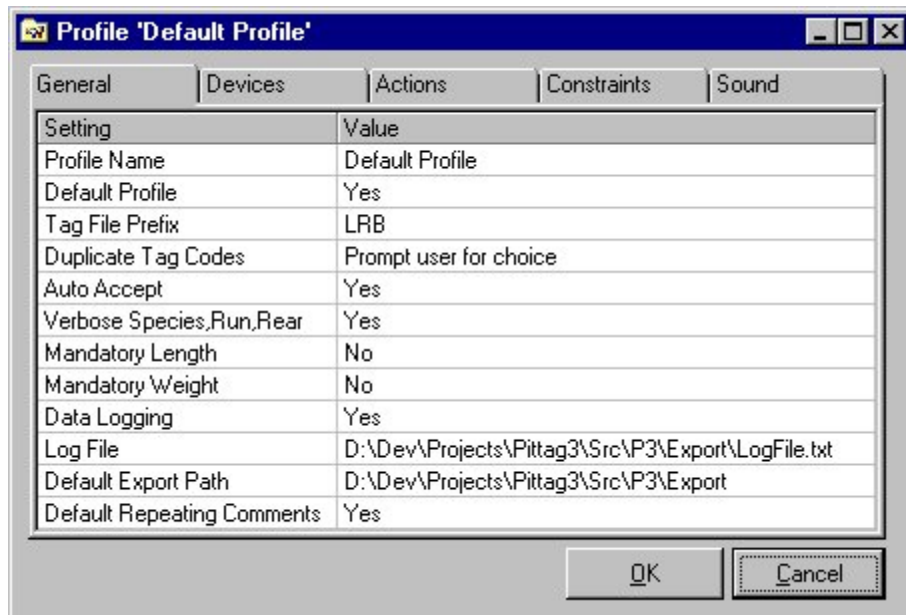 Profile 'Default Profile'
General Devices Actions Constraints Sound
Setting Value
Profile Name Default Profile
Default Profile Yes
Tag File Prefix LRB
Duplicate Tag Codes Prompt user for choice
Auto Accept Yes
Verbose Species,Run,Rear Yes
Mandatory Length No
Mandatory Weight No
Data Logging Yes
Log File D:\Dev\Projects\Pittag3\Src\P3\Export\LogFile.txt
Default Export Path D:\Dev\Projects\Pittag3\Src\P3\Export
Default Repeating Comments Yes
OK Cancel